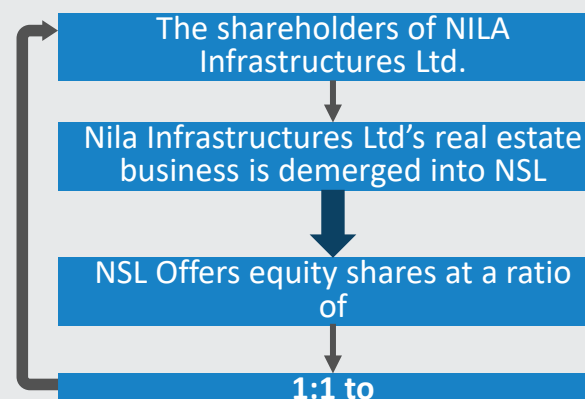 The shareholders of NILA
Infrastructures Ltd.
Nila Infrastructures Ltd's real estate
business is demerged into NSL
NSL Offers equity shares at a ratio
of
1:1 to